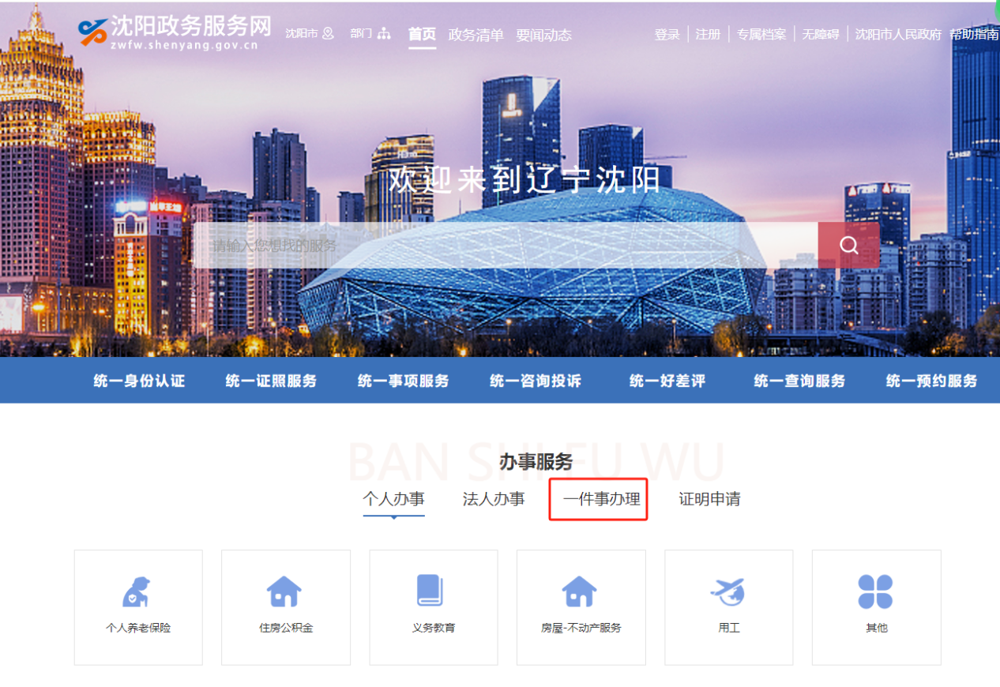 沈阳政务服务网
zwfw.shenyang.gov.cn
沈阳市 部门 首页 政务清单 要闻动态 登录 注册 专属档案 无障碍 沈阳市人民政府 帮助指南
欢迎来到辽宁沈阳
请输入您想找的服务
统一身份认证 统一证照服务 统一事项服务 统一咨询投诉 统一好差评 统一查询服务 统一预约服务
BAN SHI FU WU
办事服务
个人办事 法人办事 一件事办理 证明申请
个人养老保险 住房公积金 义务教育 房屋-不动产服务 用工 其他